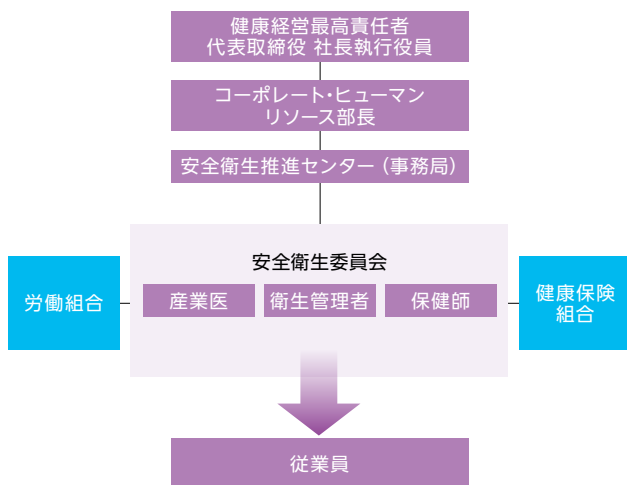 健康経営最高責任者
代表取締役 社長執行役員
コーポレート・ヒューマン
リソース部長
安全衛生推進センター（事務局）
安全衛生委員会
労働組合
産業医
衛生管理者
保健師
健康保険
組合
従業員